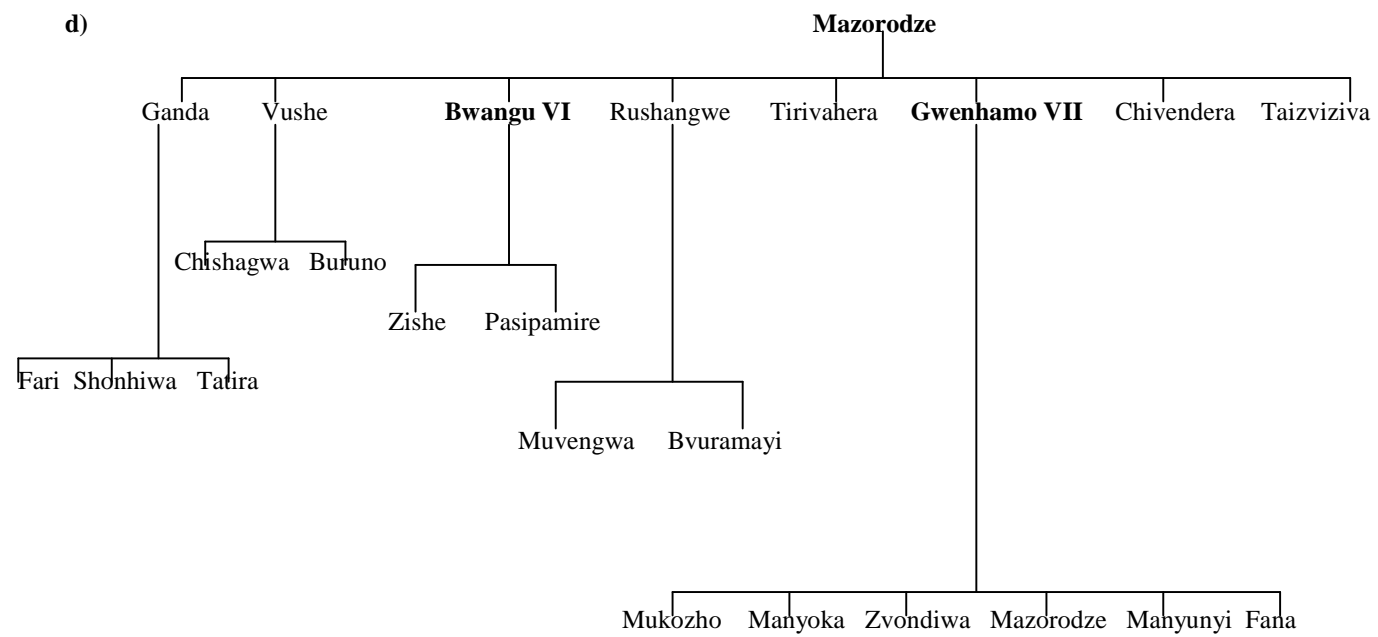 d) Mazorodze
Ganda Vushe Bwangu VI Rushangwe Tirivahera Gwenhamo VII Chivendera Taizviziva
Chishagwa Buruno
Zishe Pasipamire
Fari Shonhiwa Tatira
Muvengwa Bvuramayi
Mukozho Manyoka Zvondiwa Mazorodze Manyunyi Fana